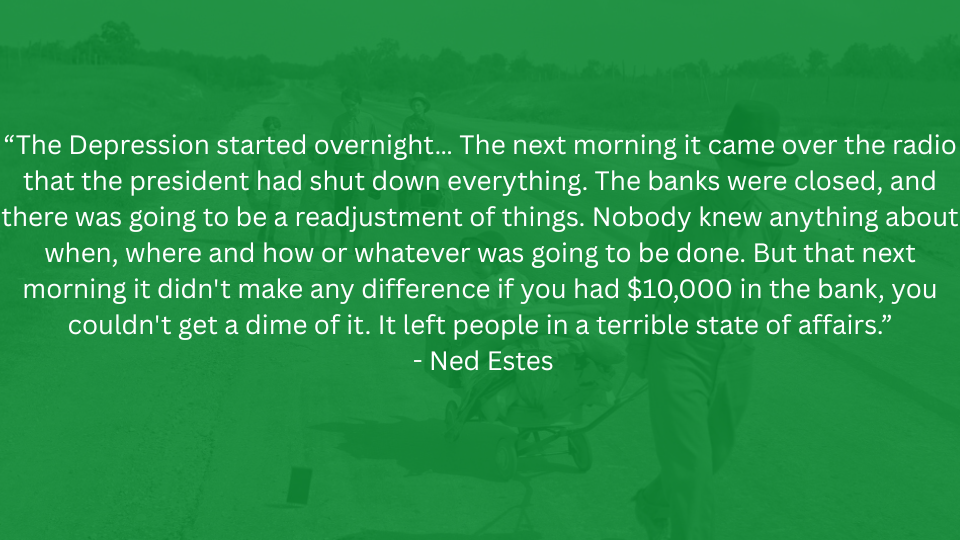 “The Depression started overnight... The next morning it came over the radio
that the president had shut down everything. The banks were closed, and
there was going to be a readjustment of things. Nobody knew anything about
when, where and how or whatever was going to be done. But that next
morning it didn't make any difference if you had $10,000 in the bank, you
couldn't get a dime of it. It left people in a terrible state of affairs.”
- Ned Estes